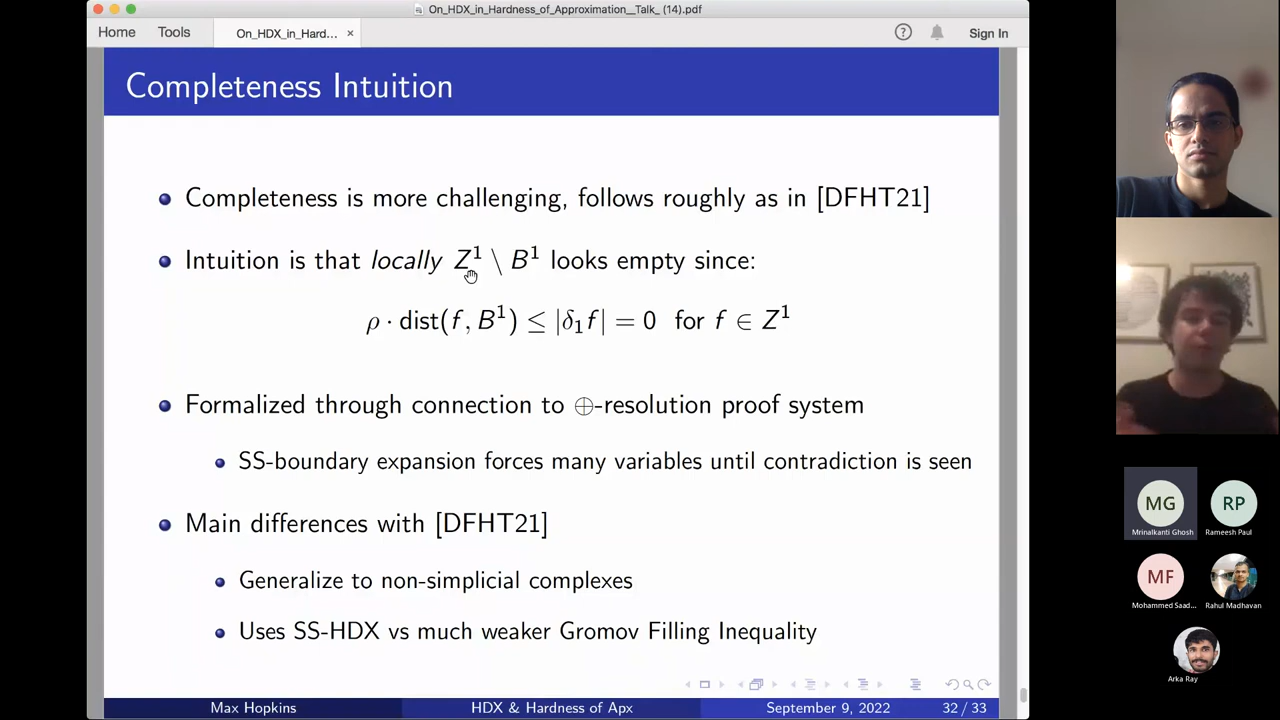 On_HDX_in_Hardness_of_Approximation__Talk_ (14).pdf
Home Tools On_HDX_in_Hard... × Sign In
Completeness Intuition
Completeness is more challenging, follows roughly as in [DFHT21]
Intuition is that locally Z¹ \ B¹ looks empty since:
ρ · dist(f, B¹) ≤ |δ₁f| = 0 for f ∈ Z¹
Formalized through connection to ⊕-resolution proof system
SS-boundary expansion forces many variables until contradiction is seen
Main differences with [DFHT21]
Generalize to non-simplicial complexes
Uses SS-HDX vs much weaker Gromov Filling Inequality
Max Hopkins HDX & Hardness of Apx September 9, 2022 32 / 33
MG RP
Mrinalkanti Ghosh Rameesh Paul
MF
Mohammed Saad... Rahul Madhavan
Arka Ray